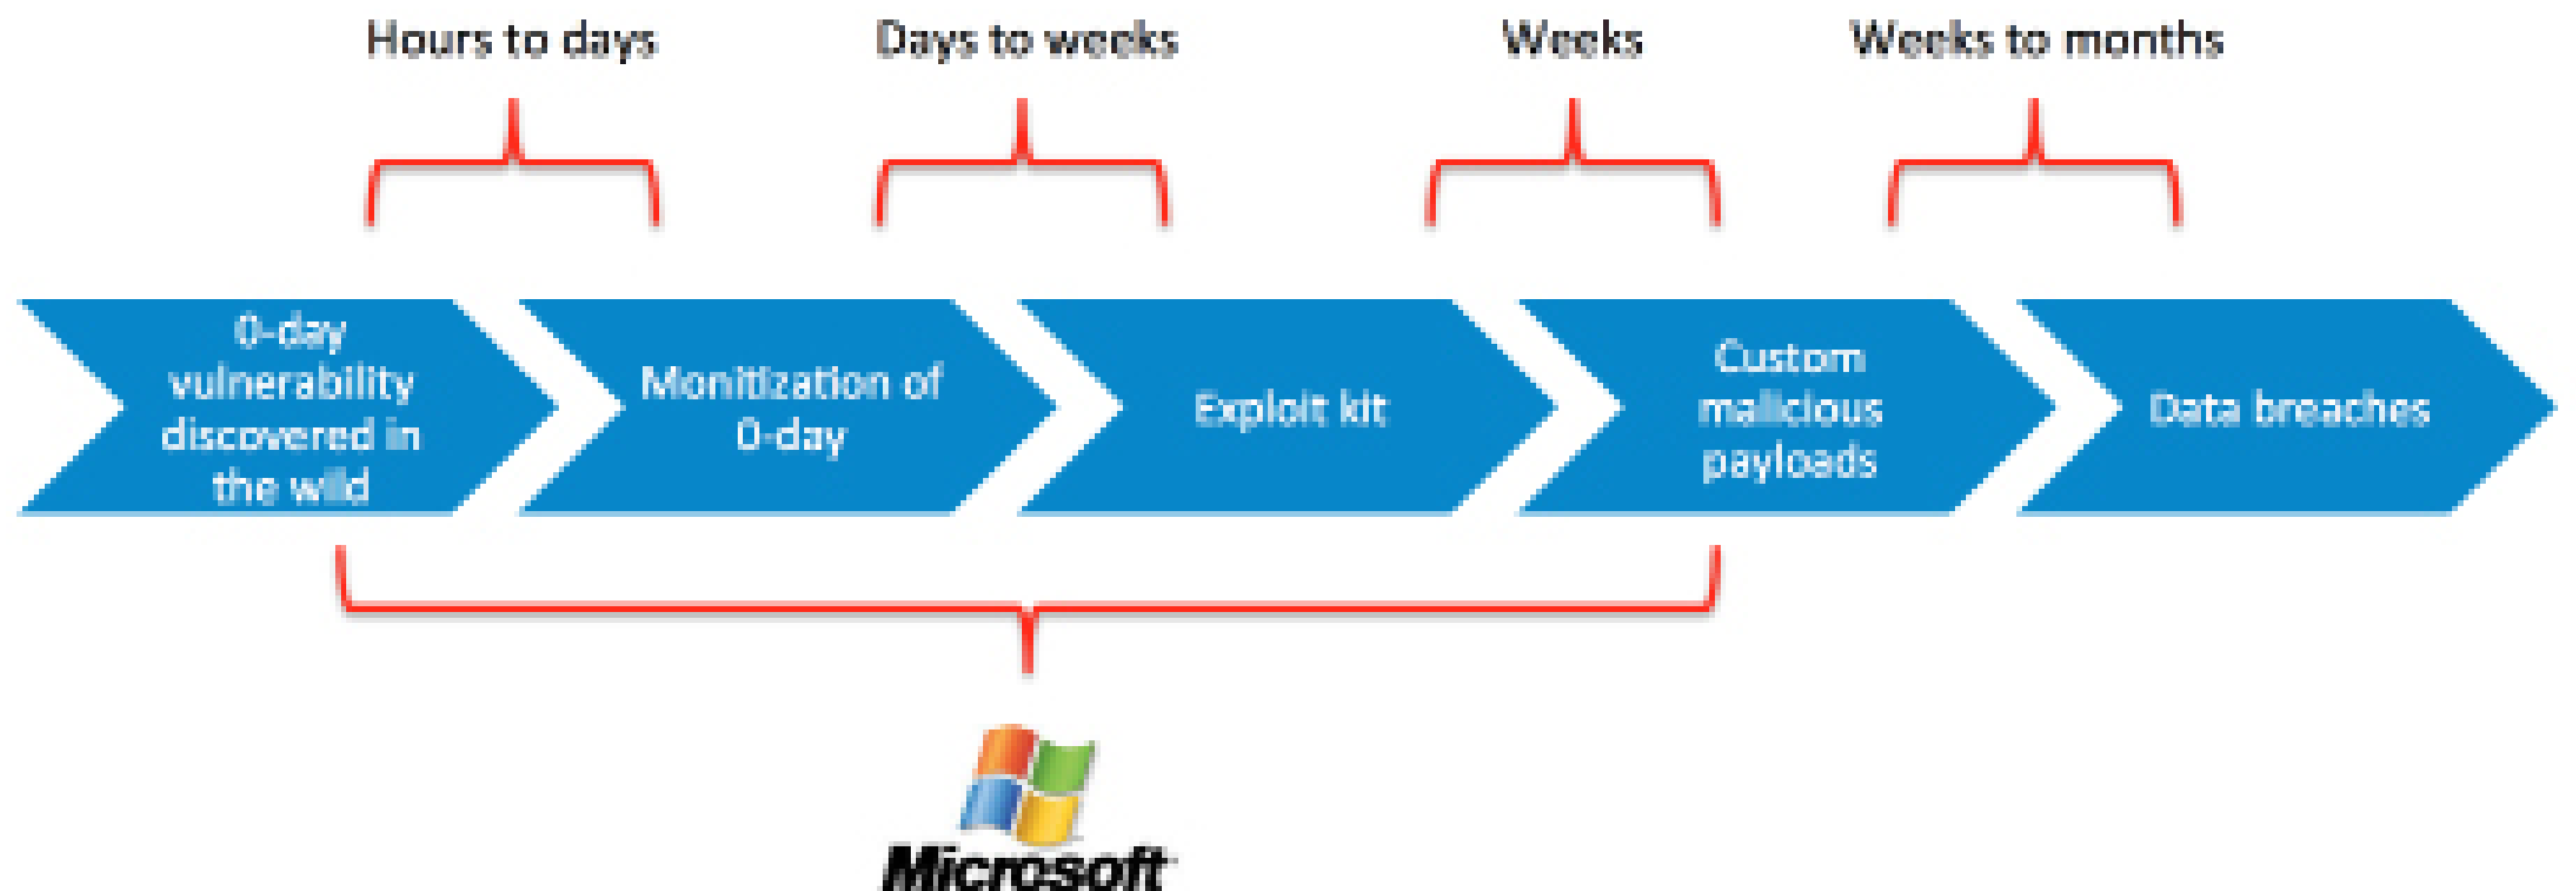 Hours to days
Days to weeks
Weeks
Weeks to months
0-day
vulnerability
discovered in
the wild
Monitization of
0-day
Exploit kit
Custom
malicious
payloads
Data breaches
Microsoft